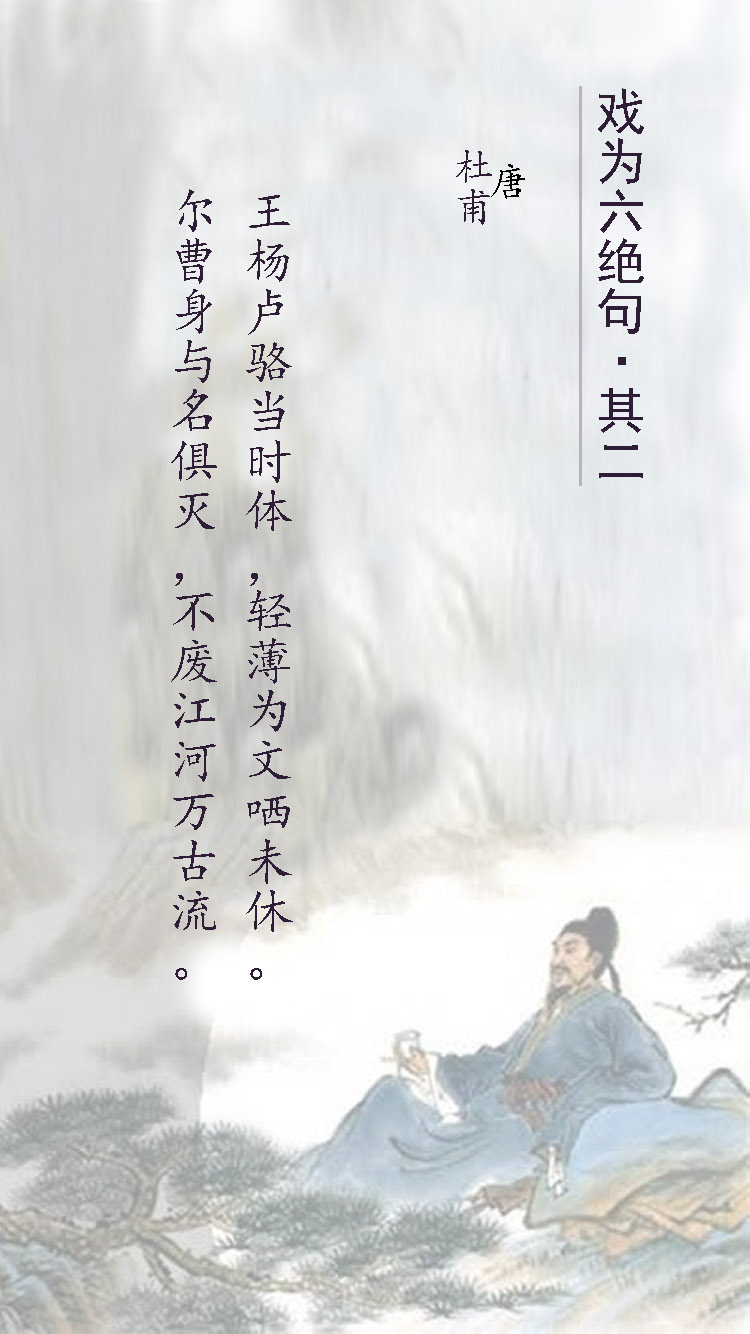 戏为六绝句·其二
唐
杜甫
王杨卢骆当时体,轻薄为文哂未休。
尔曹身与名俱灭,不废江河万古流。